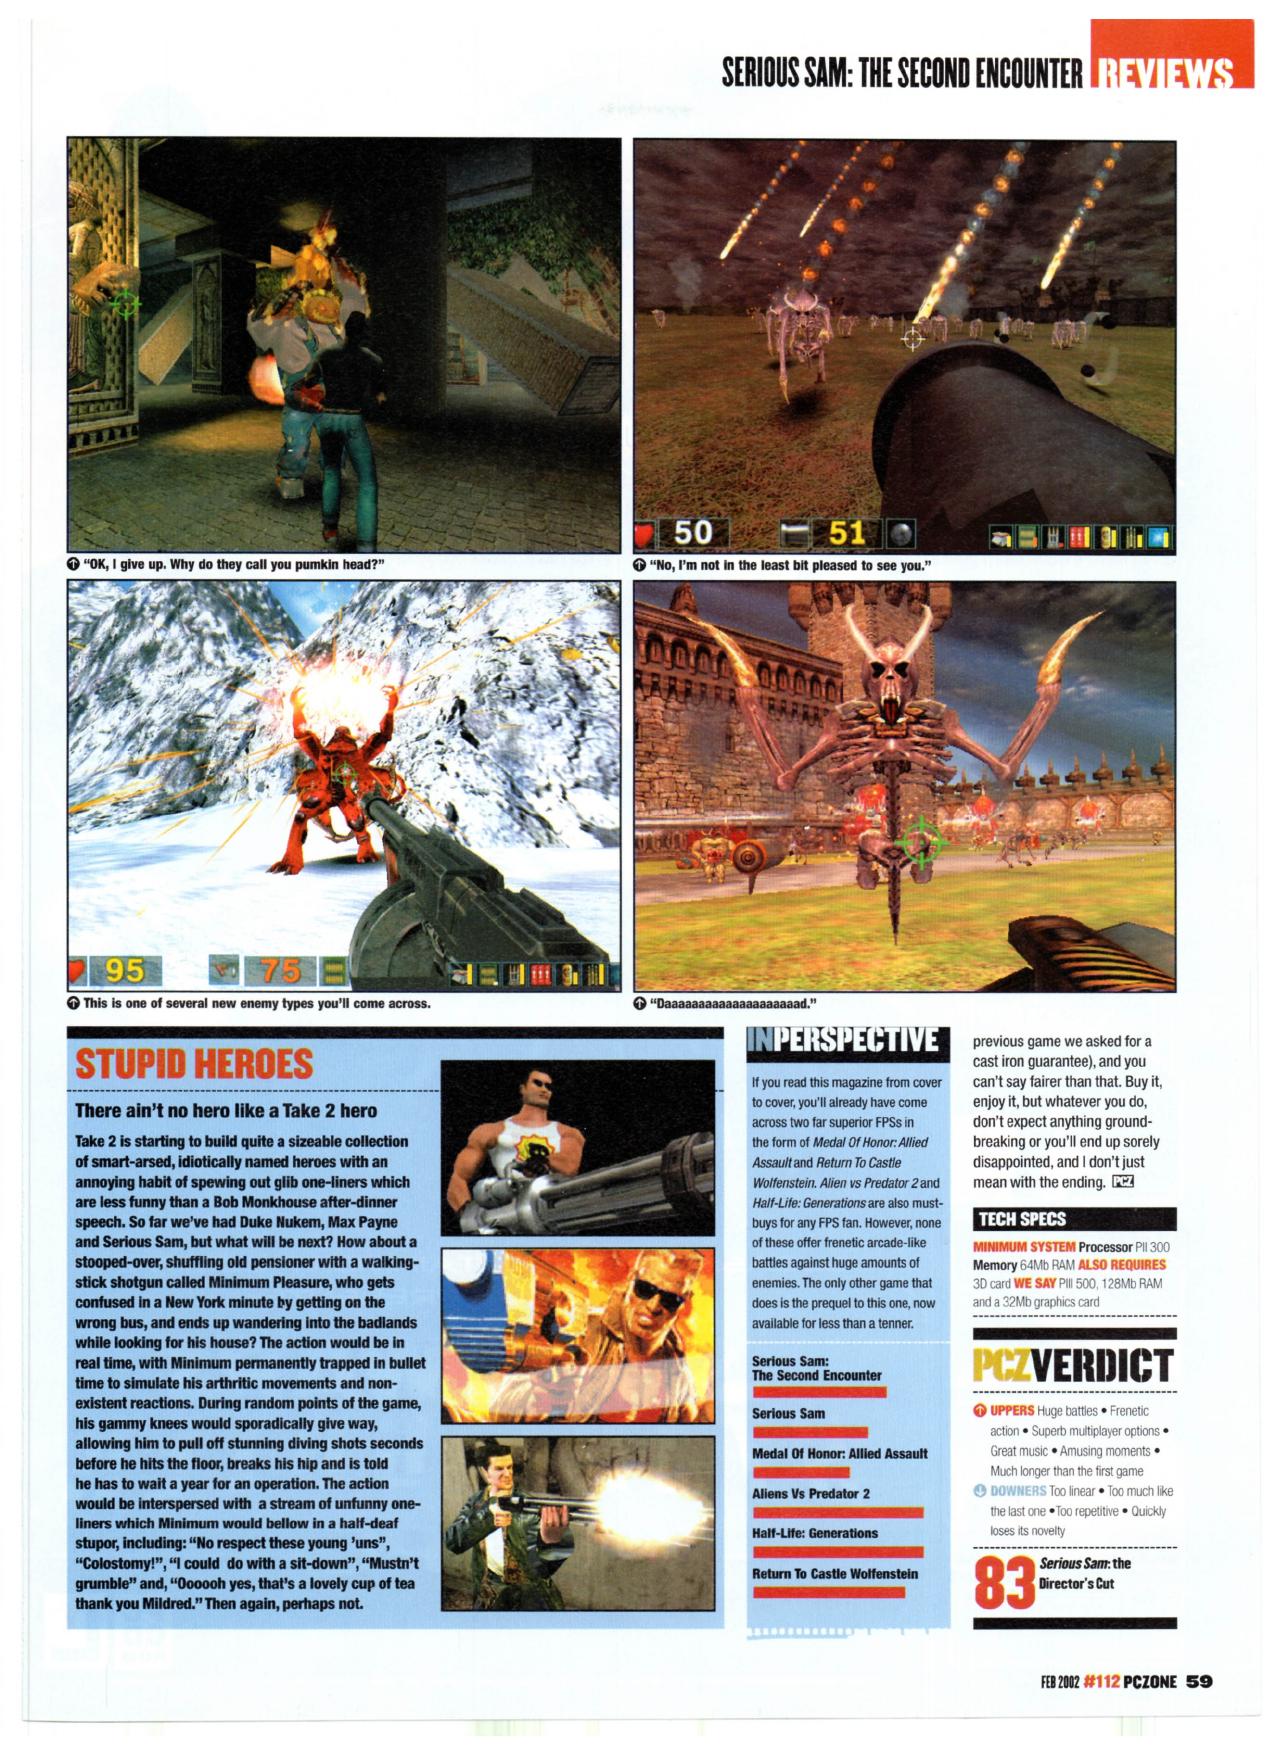 SERIOUS SAM: THE SECOND ENCOUNTER REVIEWS
50 51
"OK, I give up. Why do they call you pumkin head?"
"No, I'm not in the least bit pleased to see you."
95 75
This is one of several new enemy types you'll come across.
"Daaaaaaaaaaaaaaaaaaaad."
STUPID HEROES
There ain't no hero like a Take 2 hero
Take 2 is starting to build quite a sizeable collection
of smart-arsed, idiotically named heroes with an
annoying habit of spewing out glib one-liners which
are less funny than a Bob Monkhouse after-dinner
speech. So far we've had Duke Nukem, Max Payne
and Serious Sam, but what will be next? How about a
stooped-over, shuffling old pensioner with a walking-
stick shotgun called Minimum Pleasure, who gets
confused in a New York minute by getting on the
wrong bus, and ends up wandering into the badlands
while looking for his house? The action would be in
real time, with Minimum permanently trapped in bullet
time to simulate his arthritic movements and non-
existent reactions. During random points of the game,
his gammy knees would sporadically give way,
allowing him to pull off stunning diving shots seconds
before he hits the floor, breaks his hip and is told
he has to wait a year for an operation. The action
would be interspersed with a stream of unfunny one-
liners which Minimum would bellow in a half-deaf
stupor, including: "No respect these young 'uns",
"Colostomy!", "I could do with a sit-down", "Mustn't
grumble" and, "Oooooh yes, that's a lovely cup of tea
thank you Mildred." Then again, perhaps not.
INPERSPECTIVE
If you read this magazine from cover
to cover, you'll already have come
across two far superior FPSs in
the form of Medal Of Honor: Allied
Assault and Return To Castle
Wolfenstein. Alien vs Predator 2 and
Half-Life: Generations are also must-
buys for any FPS fan. However, none
of these offer frenetic arcade-like
battles against huge amounts of
enemies. The only other game that
does is the prequel to this one, now
available for less than a tenner.
Serious Sam:
The Second Encounter
Serious Sam
Medal Of Honor: Allied Assault
Aliens Vs Predator 2
Half-Life: Generations
Return To Castle Wolfenstein
previous game we asked for a
cast iron guarantee), and you
can't say fairer than that. Buy it,
enjoy it, but whatever you do,
don't expect anything ground-
breaking or you'll end up sorely
disappointed, and I don't just
mean with the ending. PCZ
TECH SPECS
MINIMUM SYSTEM Processor PII 300
Memory 64Mb RAM ALSO REQUIRES
3D card WE SAY PIII 500, 128Mb RAM
and a 32Mb graphics card
PCZVERDICT
UPPERS Huge battles • Frenetic
action • Superb multiplayer options •
Great music • Amusing moments •
Much longer than the first game
DOWNERS Too linear • Too much like
the last one • Too repetitive • Quickly
loses its novelty
83 Serious Sam: the
Director's Cut
FEB 2002 #112 PCZONE 59